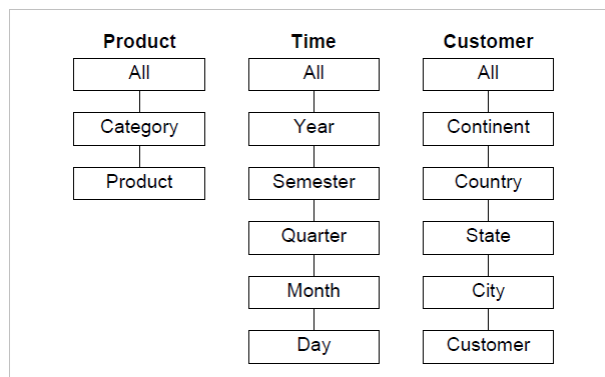 Product Time Customer
All All All
Category Year Continent
Product Semester Country
Quarter State
Month City
Day Customer